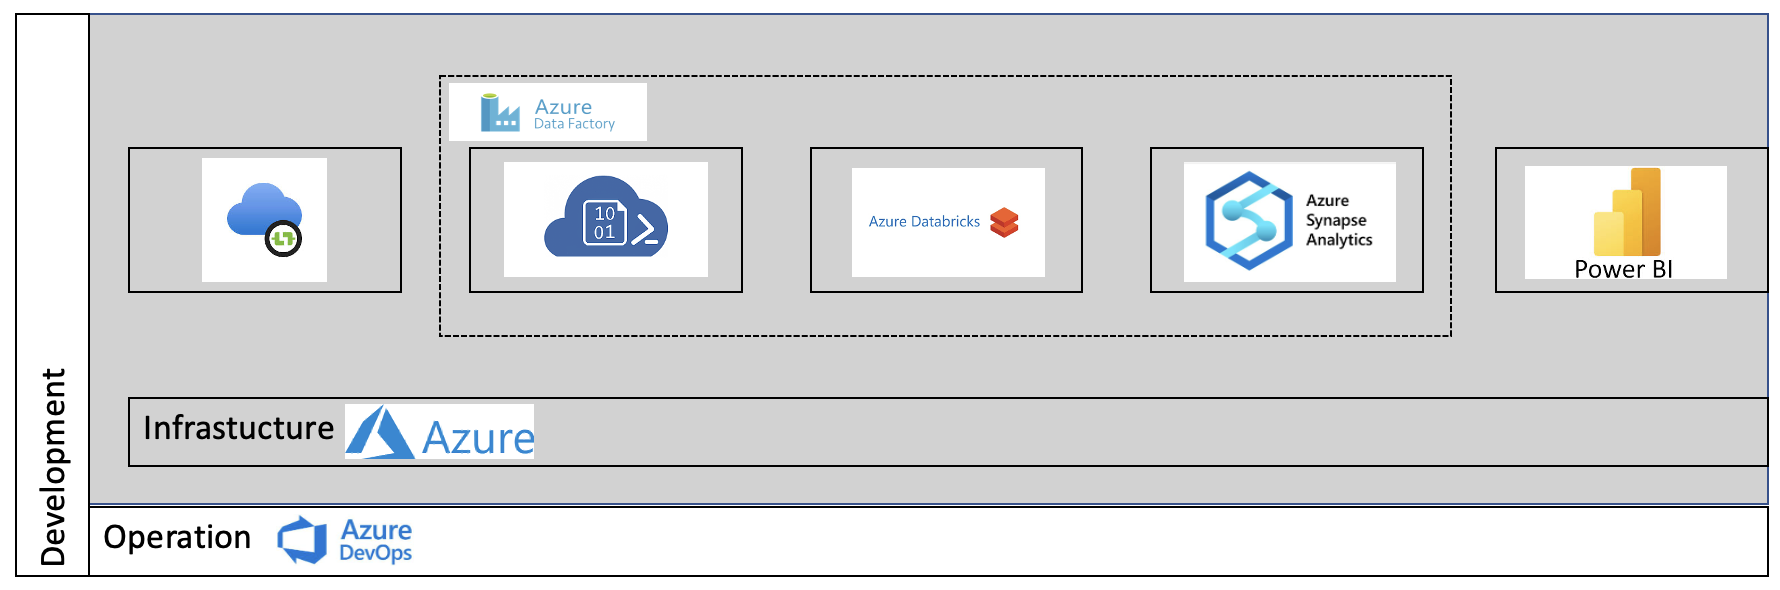 Azure
Data Factory
10
01
Azure Databricks
Azure
Synapse
Analytics
Power BI
Infrastucture
Azure
Development
Operation
Azure
DevOps